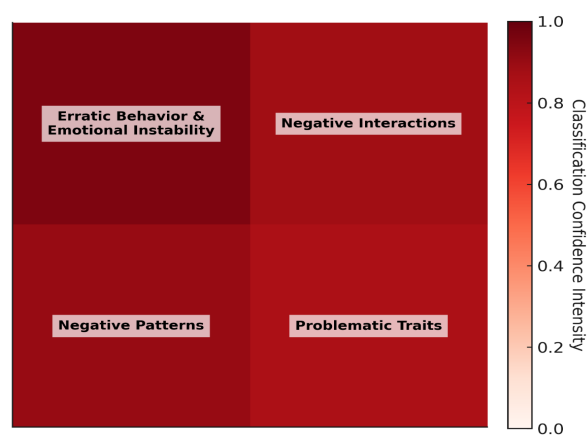 Erratic Behavior &
Emotional Instability
Negative Interactions
Negative Patterns
Problematic Traits
1.0
0.8
0.6
0.4
0.2
0.0
Classification Confidence Intensity